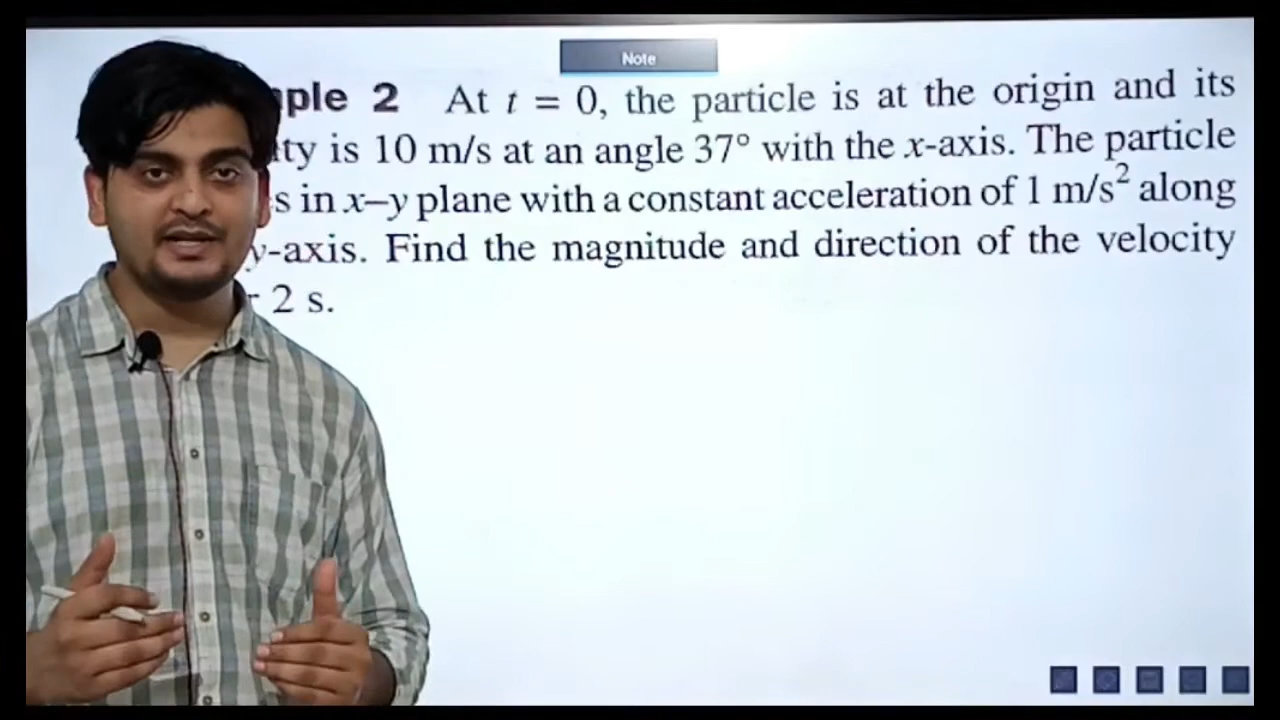 Note
ple 2 At t = 0, the particle is at the origin and its
ty is 10 m/s at an angle 37° with the x-axis. The particle
s in x–y plane with a constant acceleration of 1 m/s² along
y-axis. Find the magnitude and direction of the velocity
2 s.